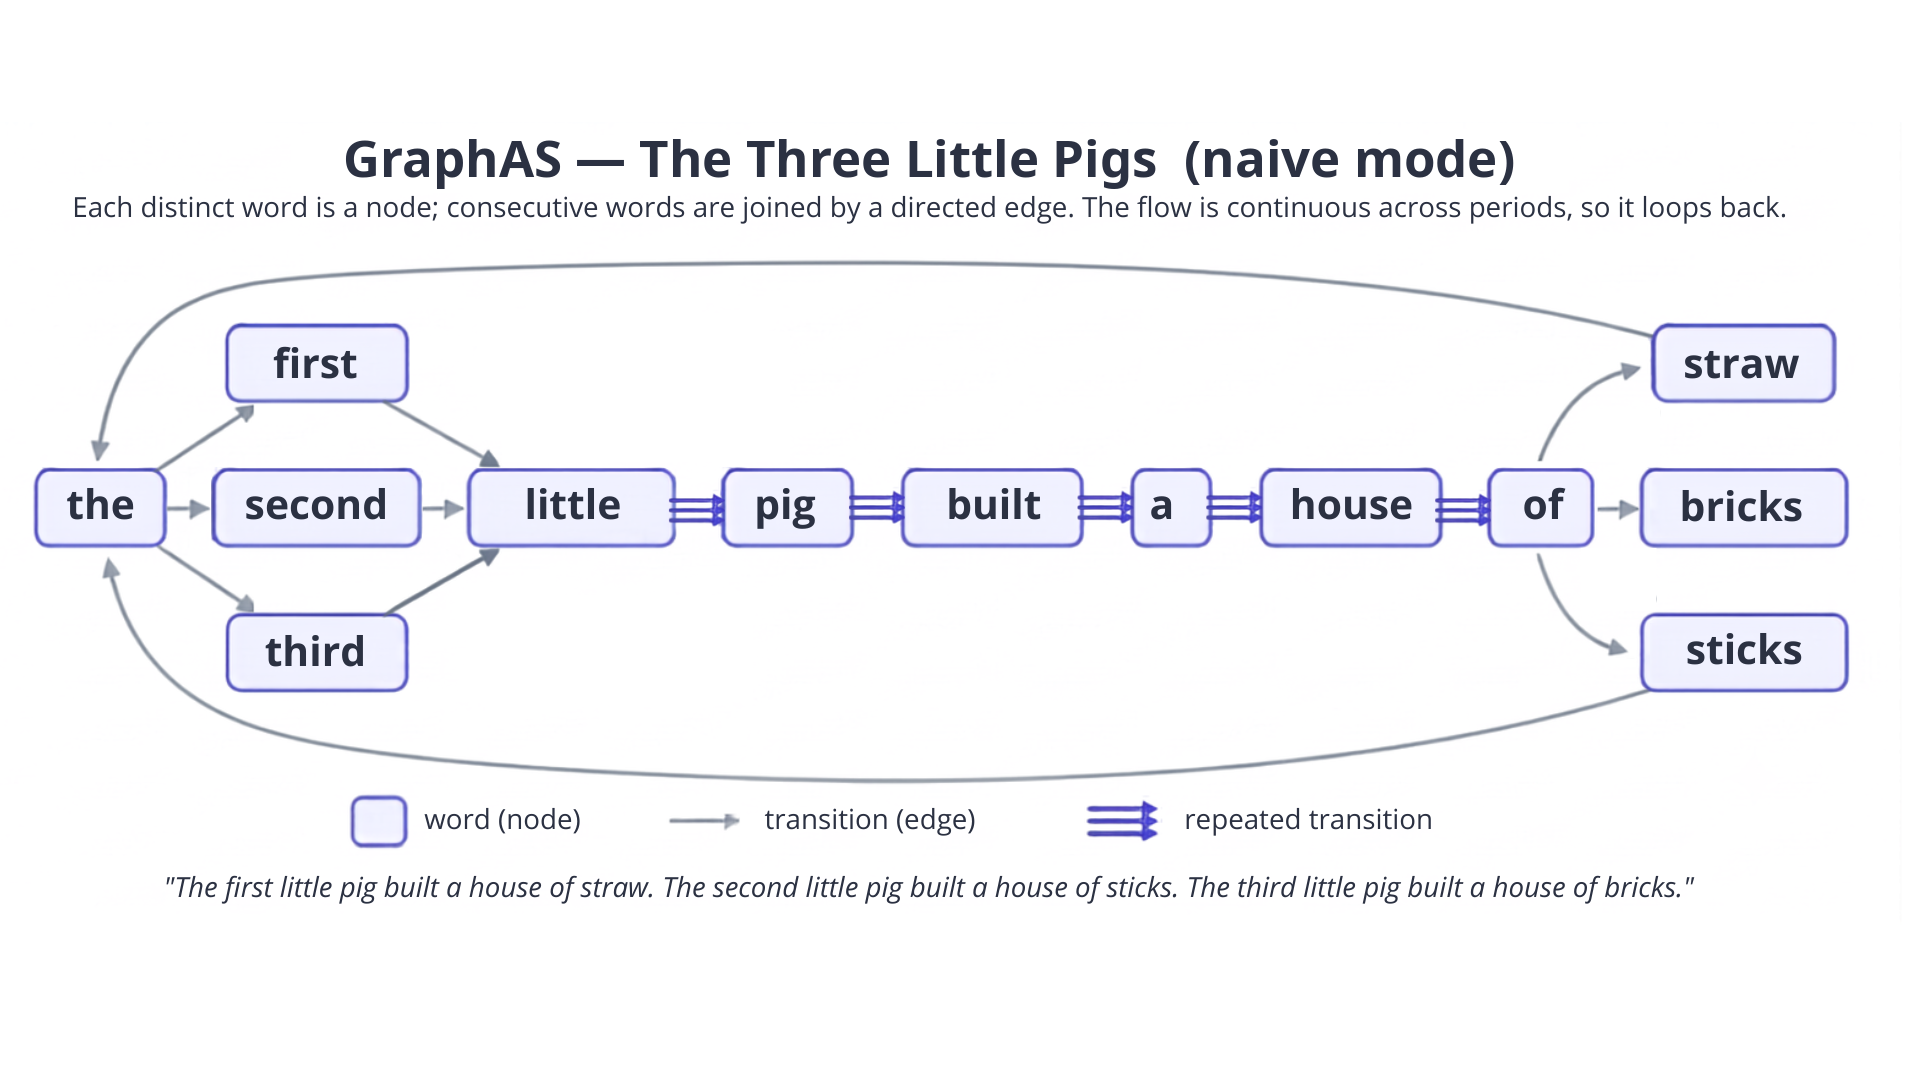 GraphAS — The Three Little Pigs (naive mode)
Each distinct word is a node; consecutive words are joined by a directed edge. The flow is continuous across periods, so it loops back.
first
straw
the
second
little
pig
built
a
house
of
bricks
third
sticks
word (node)
transition (edge)
repeated transition
"The first little pig built a house of straw. The second little pig built a house of sticks. The third little pig built a house of bricks."